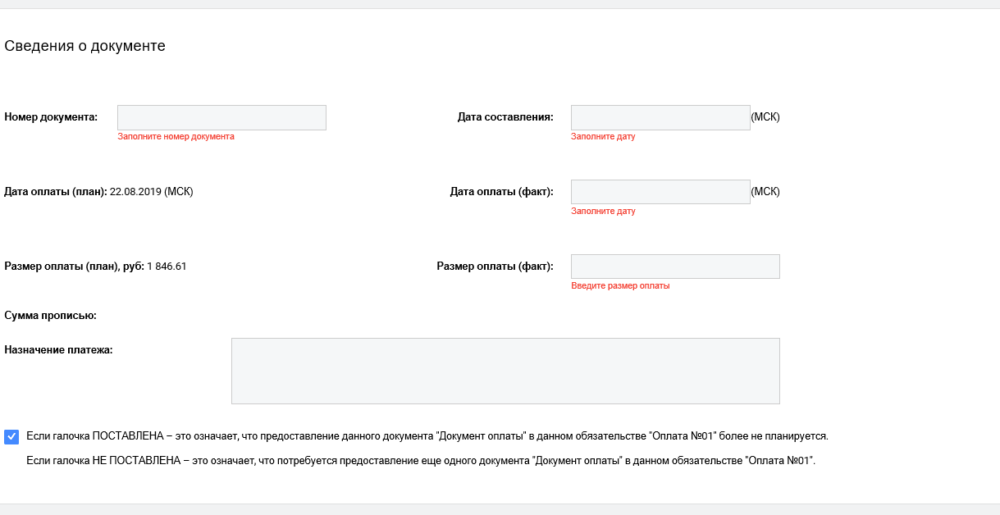 Сведения о документе
Номер документа: Дата составления: (МСК)
Заполните номер документа Заполните дату
Дата оплаты (план): 22.08.2019 (МСК) Дата оплаты (факт): (МСК)
Заполните дату
Размер оплаты (план), руб: 1 846.61 Размер оплаты (факт):
Введите размер оплаты
Сумма прописью:
Назначение платежа:
Если галочка ПОСТАВЛЕНА – это означает, что предоставление данного документа "Документ оплаты" в данном обязательстве "Оплата №01" более не планируется.
Если галочка НЕ ПОСТАВЛЕНА – это означает, что потребуется предоставление еще одного документа "Документ оплаты" в данном обязательстве "Оплата №01".